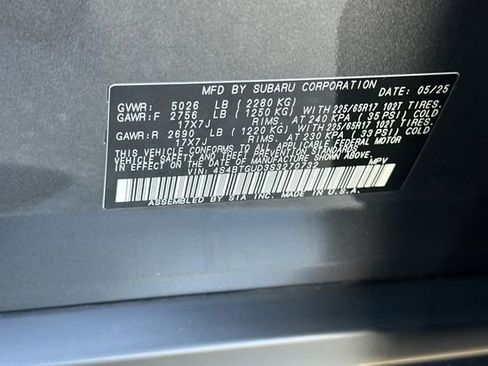 MFD BY SUBARU CORPORATION DATE: 05/25
GVWR: 5026 LB (2280 KG)
GAWR:F 2756 LB (1250 KG) WITH 225/65R17 102T TIRES.
17X7J RIMS. AT 240 KPA (35 PSI) COLD
GAWR:R 2690 LB (1220 KG) WITH 225/65R17 102T TIRES.
17X7J RIMS. AT 230 KPA (33 PSI) COLD
THIS VEHICLE CONFORMS TO ALL APPLICABLE FEDERAL MOTOR
VEHICLE SAFETY AND THEFT PREVENTION STANDARDS
IN EFFECT ON THE DATE OF MANUFACTURE SHOWN ABOVE.
VIN: 4S4BTGUD3S3270732 MPV
ASSEMBLED BY SIA INC. MADE IN U.S.A.